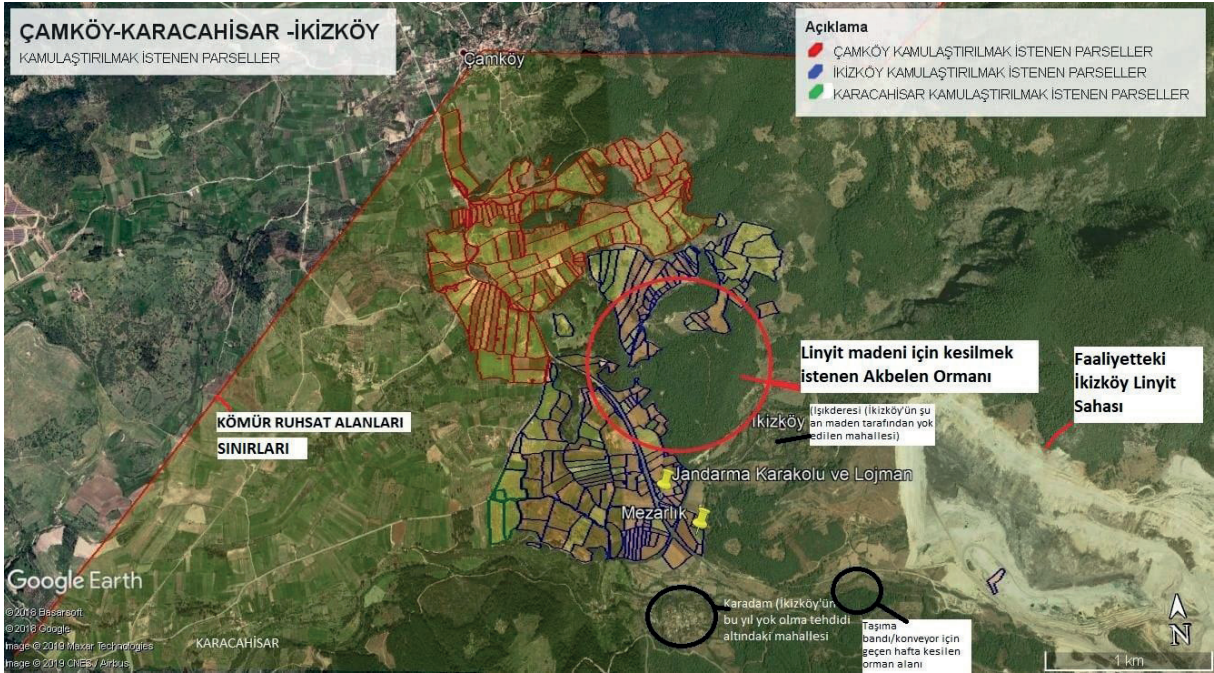 ÇAMKÖY-KARACAHİSAR -İKİZKÖY
KAMULAŞTIRILMAK İSTENEN PARSELLER
Açıklama
ÇAMKÖY KAMULAŞTIRILMAK İSTENEN PARSELLER
İKİZKÖY KAMULAŞTIRILMAK İSTENEN PARSELLER
KARACAHİSAR KAMULAŞTIRILMAK İSTENEN PARSELLER
Çamköy
Linyit madeni için kesilmek
istenen Akbelen Ormanı
Faaliyetteki
İkizköy Linyit
Sahası
KÖMÜR RUHSAT ALANLARI
SINIRLARI
İkizköy
(Işıkderesi (İkizköy'ün şu
an maden tarafından yok
edilen mahallesi)
Jandarma Karakolu ve Lojman
Mezarlık
Karadam (İkizköy'ün
bu yıl yok olma tehdidi
altındaki mahallesi
Taşıma
bandı/konveyor için
geçen hafta kesilen
orman alanı
KARACAHİSAR
Google Earth
©2018 Basarsoft
©2018 Google
Image © 2019 Maxar Technologies
Image © 2019 CNES / Airbus
N
1 km